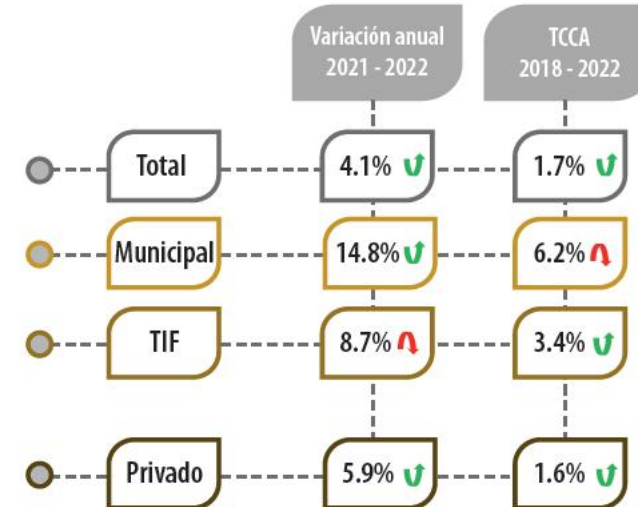 Variación anual
2021 - 2022
TCCA
2018 - 2022
Total
4.1%
1.7%
Municipal
14.8%
6.2%
TIF
8.7%
3.4%
Privado
5.9%
1.6%